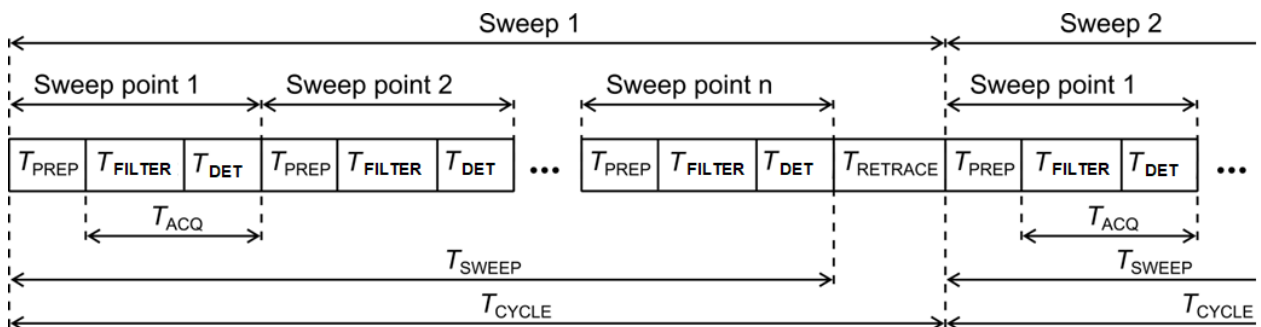 Sweep 1 Sweep 2
Sweep point 1 Sweep point 2 Sweep point n Sweep point 1
TPREP TFILTER TDET TPREP TFILTER TDET ••• TPREP TFILTER TDET TRETRACE TPREP TFILTER TDET •••
TACQ TACQ
TSWEEP TSWEEP
TCYCLE TCYCLE